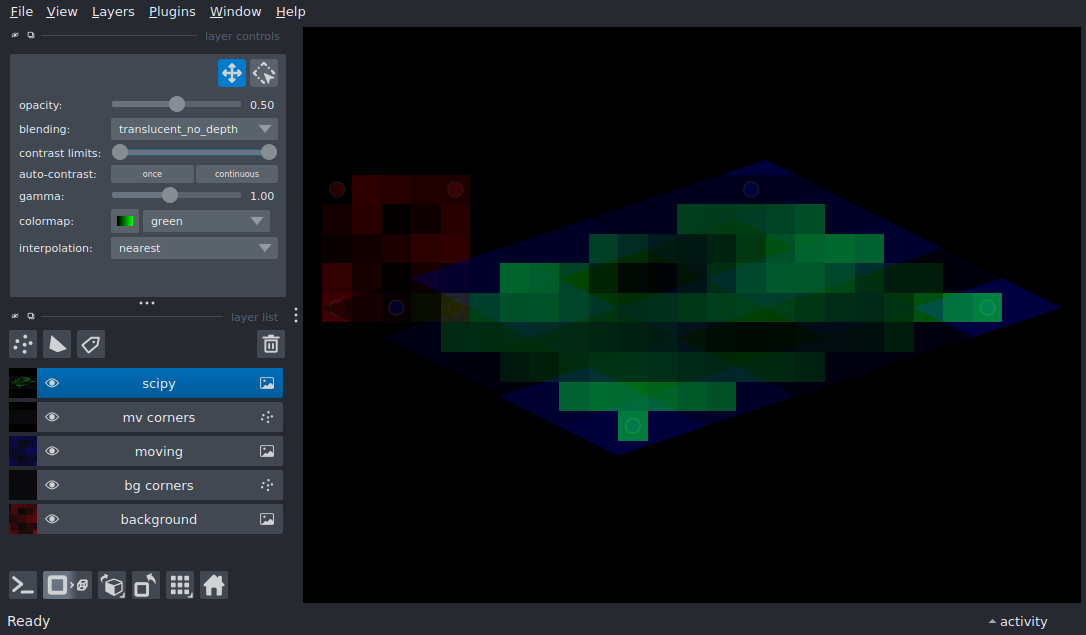 File View Layers Plugins Window Help
layer controls
opacity: 0.50
blending: translucent_no_depth
contrast limits:
auto-contrast: once continuous
gamma: 1.00
colormap: green
interpolation: nearest
layer list
scipy
mv corners
moving
bg corners
background
Ready activity